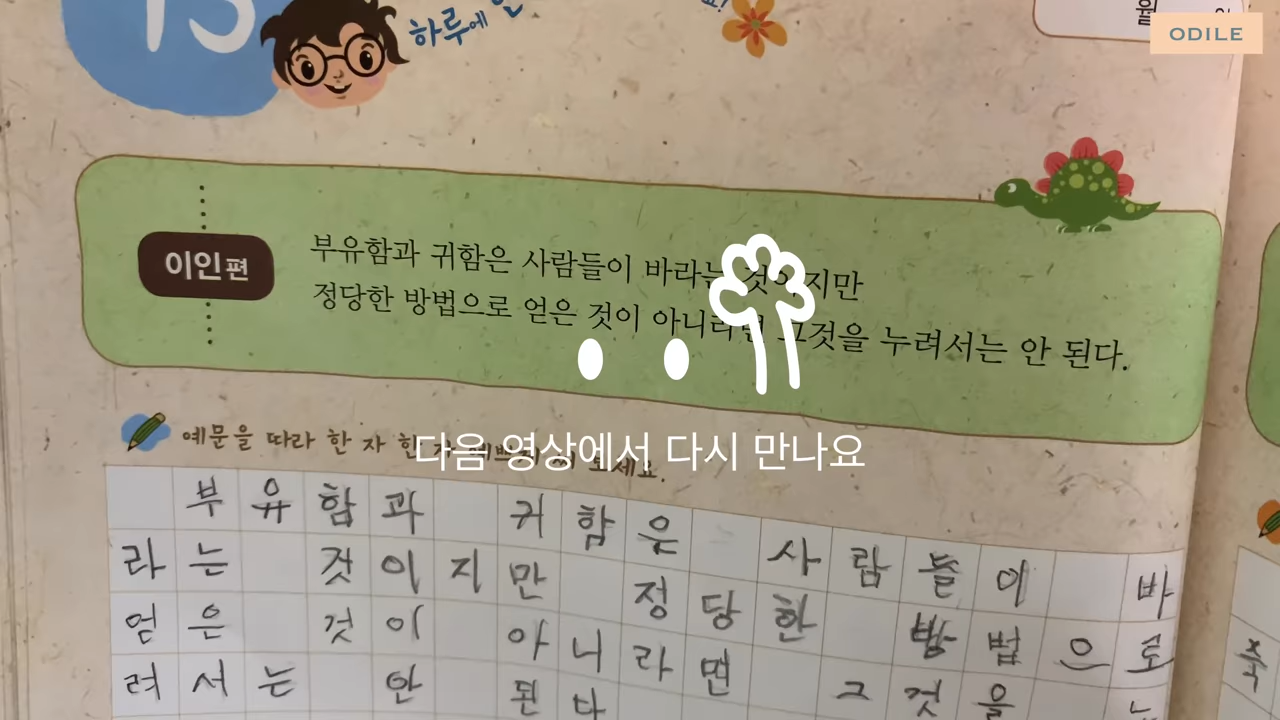 13
하루에
월
ODILE
이인편
부유함과 귀함은 사람들이 바라는 것이지만
정당한 방법으로 얻은 것이 아니라면 그것을 누려서는 안 된다.
예문을 따라 한 자 한 보세요.
다음 영상에서 다시 만나요
부유함과 귀함은 사람들이 바
라는 것이지만 정당한 방법으로
얻은 것이 아니라면 그것을
려서는 안 된다